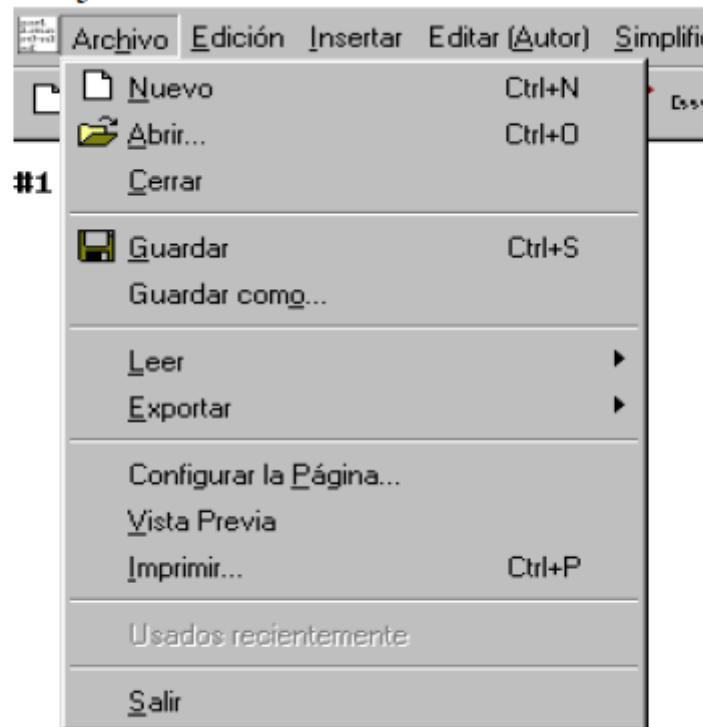 Archivo Edición Insertar Editar (Autor)
Nuevo Ctrl+N
Abrir... Ctrl+O
#1 Cerrar
Guardar Ctrl+S
Guardar como...
Leer
Exportar
Configurar la Página...
Vista Previa
Imprimir... Ctrl+P
Usados recientemente
Salir